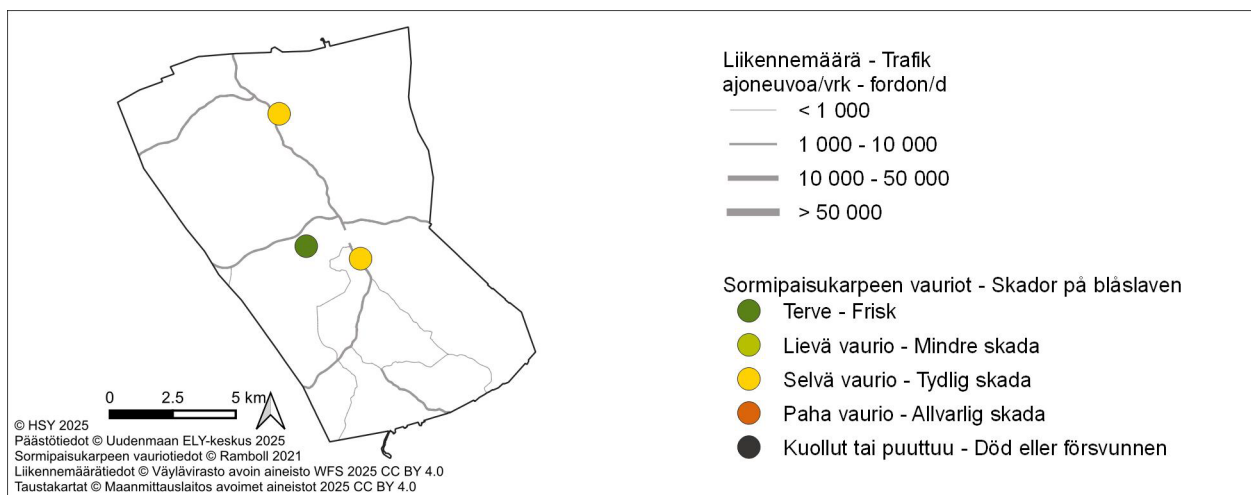 Liikennemäärä - Trafik
ajoneuvoa/vrk - fordon/d
< 1 000
1 000 - 10 000
10 000 - 50 000
> 50 000
Sormipaisukarpeen vauriot - Skador på blåslaven
Terve - Frisk
Lievä vaurio - Mindre skada
Selvä vaurio - Tydlig skada
Paha vaurio - Allvarlig skada
Kuollut tai puuttuu - Död eller försvunnen
0 2.5 5 km
© HSY 2025
Päästötiedot © Uudenmaan ELY-keskus 2025
Sormipaisukarpeen vauriotiedot © Ramboll 2021
Liikennemäärätiedot © Väylävirasto avoin aineisto WFS 2025 CC BY 4.0
Taustakartat © Maanmittauslaitos avoimet aineistot 2025 CC BY 4.0